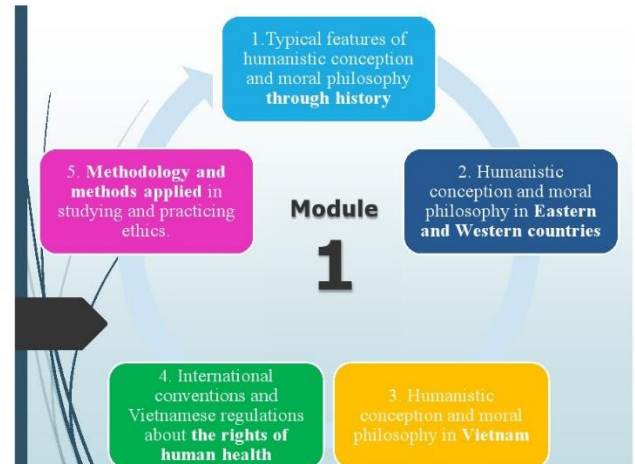 1.Typical features of
humanistic conception
and moral philosophy
through history
2. Humanistic
conception and moral
philosophy in Eastern
and Western countries
3. Humanistic
conception and moral
philosophy in Vietnam
4. International
conventions and
Vietnamese regulations
about the rights of
human health
5. Methodology and
methods applied in
studying and practicing
ethics.
Module
1